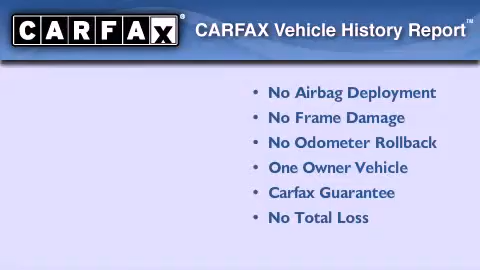 CARFAX® CARFAX Vehicle History Report™
• No Airbag Deployment
• No Frame Damage
• No Odometer Rollback
• One Owner Vehicle
• Carfax Guarantee
• No Total Loss